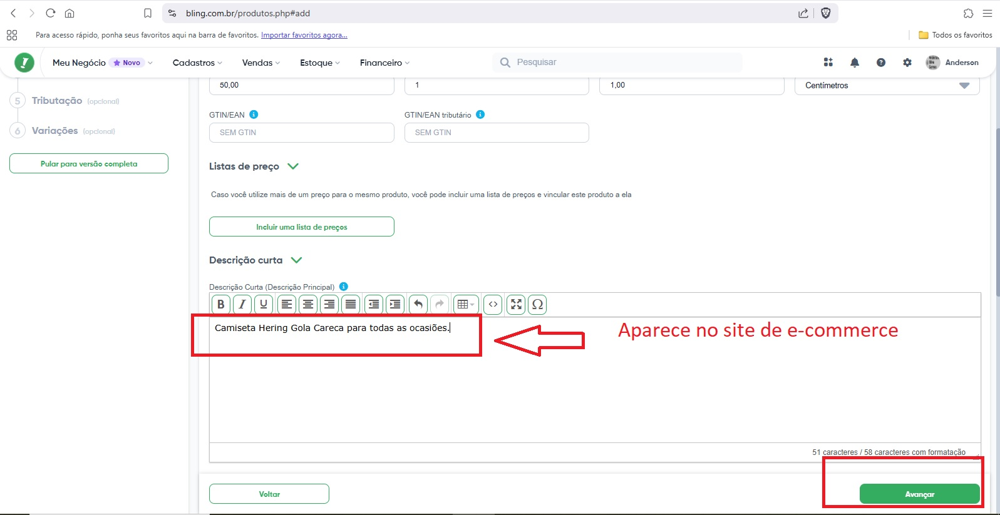 bling.com.br/produtos.php#add
Para acesso rápido, ponha seus favoritos aqui na barra de favoritos. Importar favoritos agora...
Todos os favoritos
Meu Negócio Novo Cadastros Vendas Estoque Financeiro Pesquisar Anderson
50,00 1 1,00 Centímetros
5 Tributação (opcional)
GTIN/EAN GTIN/EAN tributário
6 Variações (opcional)
SEM GTIN SEM GTIN
Pular para versão completa
Listas de preço
Caso você utilize mais de um preço para o mesmo produto, você pode incluir uma lista de preços e vincular este produto a ela
Incluir uma lista de preços
Descrição curta
Descrição Curta (Descrição Principal)
B I U <> Ω
Camiseta Hering Gola Careca para todas as ocasiões.
Aparece no site de e-commerce
51 caracteres / 58 caracteres com formatação
Voltar
Avançar